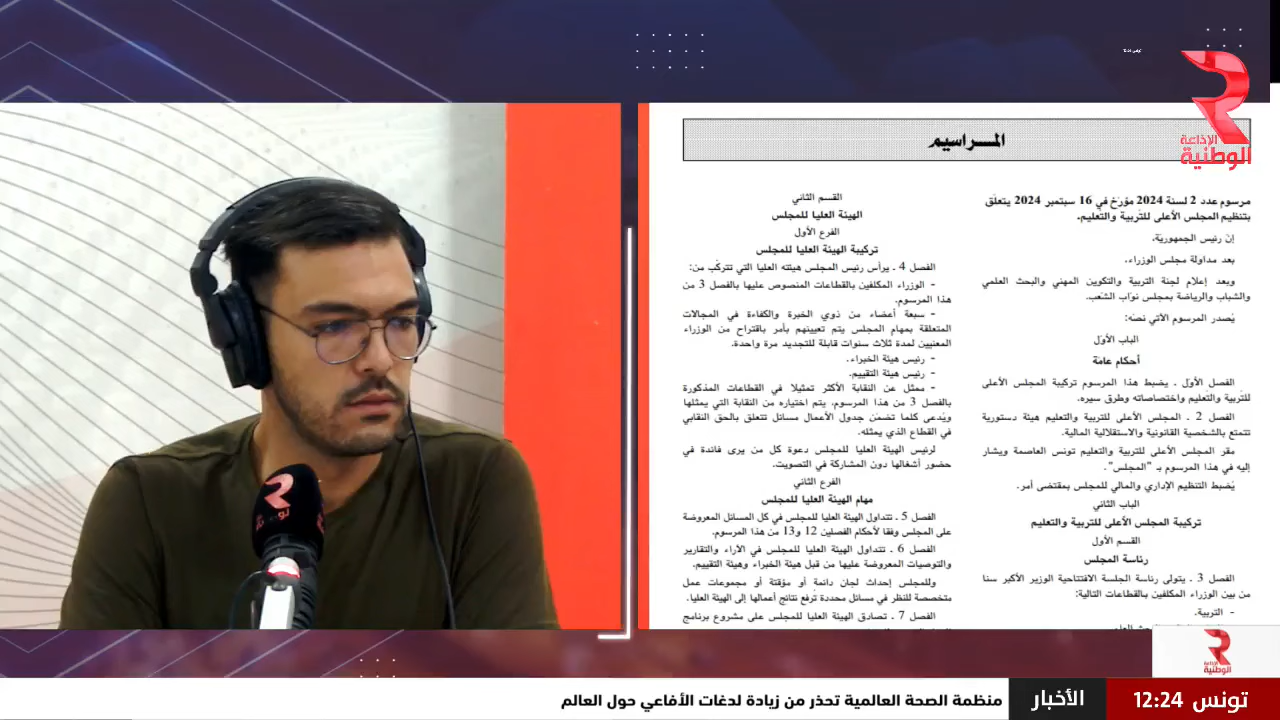 الإذاعة
الوطنية
المـــراسيم
مرسوم عدد 2 لسنة 2024 مؤرخ في 16 سبتمبر 2024 يتعلّق
بتنظيم المجلس الأعلى للتربية والتعليم.
إنّ رئيس الجمهوريّة،
بعد مداولة مجلس الوزراء،
وبعد إعلام لجنة التربية والتكوين المهني والبحث العلمي
والشباب والرياضة بمجلس نوّاب الشعب.
يُصدر المرسوم الآتي نصّه:
الباب الأوّل
أحكام عامة
الفصل الأول ـ يضبط هذا المرسوم تركيبة المجلس الأعلى
للتّربية والتعليم واختصاصاته وطرق سيره.
الفصل 2 ـ المجلس الأعلى للتربية والتعليم هيئة دستورية
تتمتع بالشخصية القانونية والاستقلالية المالية.
مقر المجلس الأعلى للتربية والتعليم تونس العاصمة ويشار
إليه في هذا المرسوم بـ "المجلس".
يُضبط التنظيم الإداري والمالي للمجلس بمقتضى أمر.
الباب الثاني
تركيبة المجلس الأعلى للتربية والتعليم
القسم الأول
رئاسة المجلس
الفصل 3 ـ يتولى رئاسة الجلسة الافتتاحية الوزير الأكبر سنا
من بين الوزراء المكلفين بالقطاعات التالية:
- التربية.
القسم الثاني
الهيئة العليا للمجلس
الفرع الأول
تركيبة الهيئة العليا للمجلس
الفصل 4 ـ يرأس رئيس المجلس هيئته العليا التي تتركّب من:
- الوزراء المكلفين بالقطاعات المنصوص عليها بالفصل 3 من
هذا المرسوم.
- سبعة أعضاء من ذوي الخبرة والكفاءة في المجالات
المتعلقة بمهام المجلس يتم تعيينهم بأمر باقتراح من الوزراء
المعنيين لمدة ثلاث سنوات قابلة للتجديد مرة واحدة.
- رئيس هيئة الخبراء.
- رئيس هيئة التقييم.
- ممثل عن النقابة الأكثر تمثيلا في القطاعات المذكورة
بالفصل 3 من هذا المرسوم، يتم اختياره من النقابة التي يمثلها
ويُدعى كلما تضمّن جدول الأعمال مسائل تتعلق بالحق النقابي
في القطاع الذي يمثله.
لرئيس الهيئة العليا للمجلس دعوة كل من يرى فائدة في
حضور أشغالها دون المشاركة في التصويت.
الفرع الثاني
مهام الهيئة العليا للمجلس
الفصل 5 ـ تتداول الهيئة العليا للمجلس في كل المسائل المعروضة
على المجلس وفقا لأحكام الفصلين 12 و13 من هذا المرسوم.
الفصل 6 ـ تتداول الهيئة العليا للمجلس في الآراء والتقارير
والتوصيات المعروضة عليها من قبل هيئة الخبراء وهيئة التقييم.
وللمجلس إحداث لجان دائمة أو مؤقتة أو مجموعات عمل
متخصصة للنظر في مسائل محددة تُرفع نتائج أعمالها إلى الهيئة العليا.
الفصل 7 ـ تصادق الهيئة العليا للمجلس على مشروع برنامج
الإذاعة
الوطنية
تونس 12:24
الأخبار
منظمة الصحة العالمية تحذر من زيادة لدغات الأفاعي حول العالم